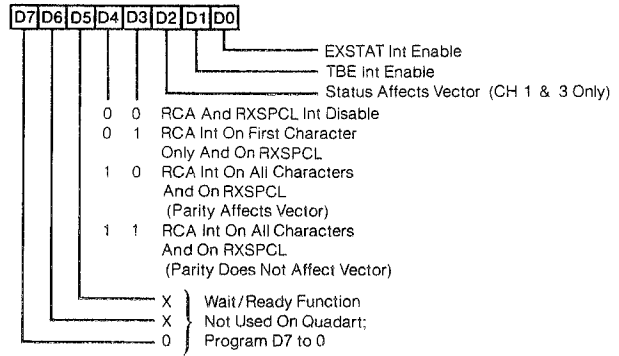 D7 D6 D5 D4 D3 D2 D1 D0
EXSTAT Int Enable
TBE Int Enable
Status Affects Vector (CH 1 & 3 Only)
0 0 RCA And RXSPCL Int Disable
0 1 RCA Int On First Character
Only And On RXSPCL
1 0 RCA Int On All Characters
And On RXSPCL
(Parity Affects Vector)
1 1 RCA Int On All Characters
And On RXSPCL
(Parity Does Not Affect Vector)
X Wait/Ready Function
X Not Used On Quadart;
0 Program D7 to 0